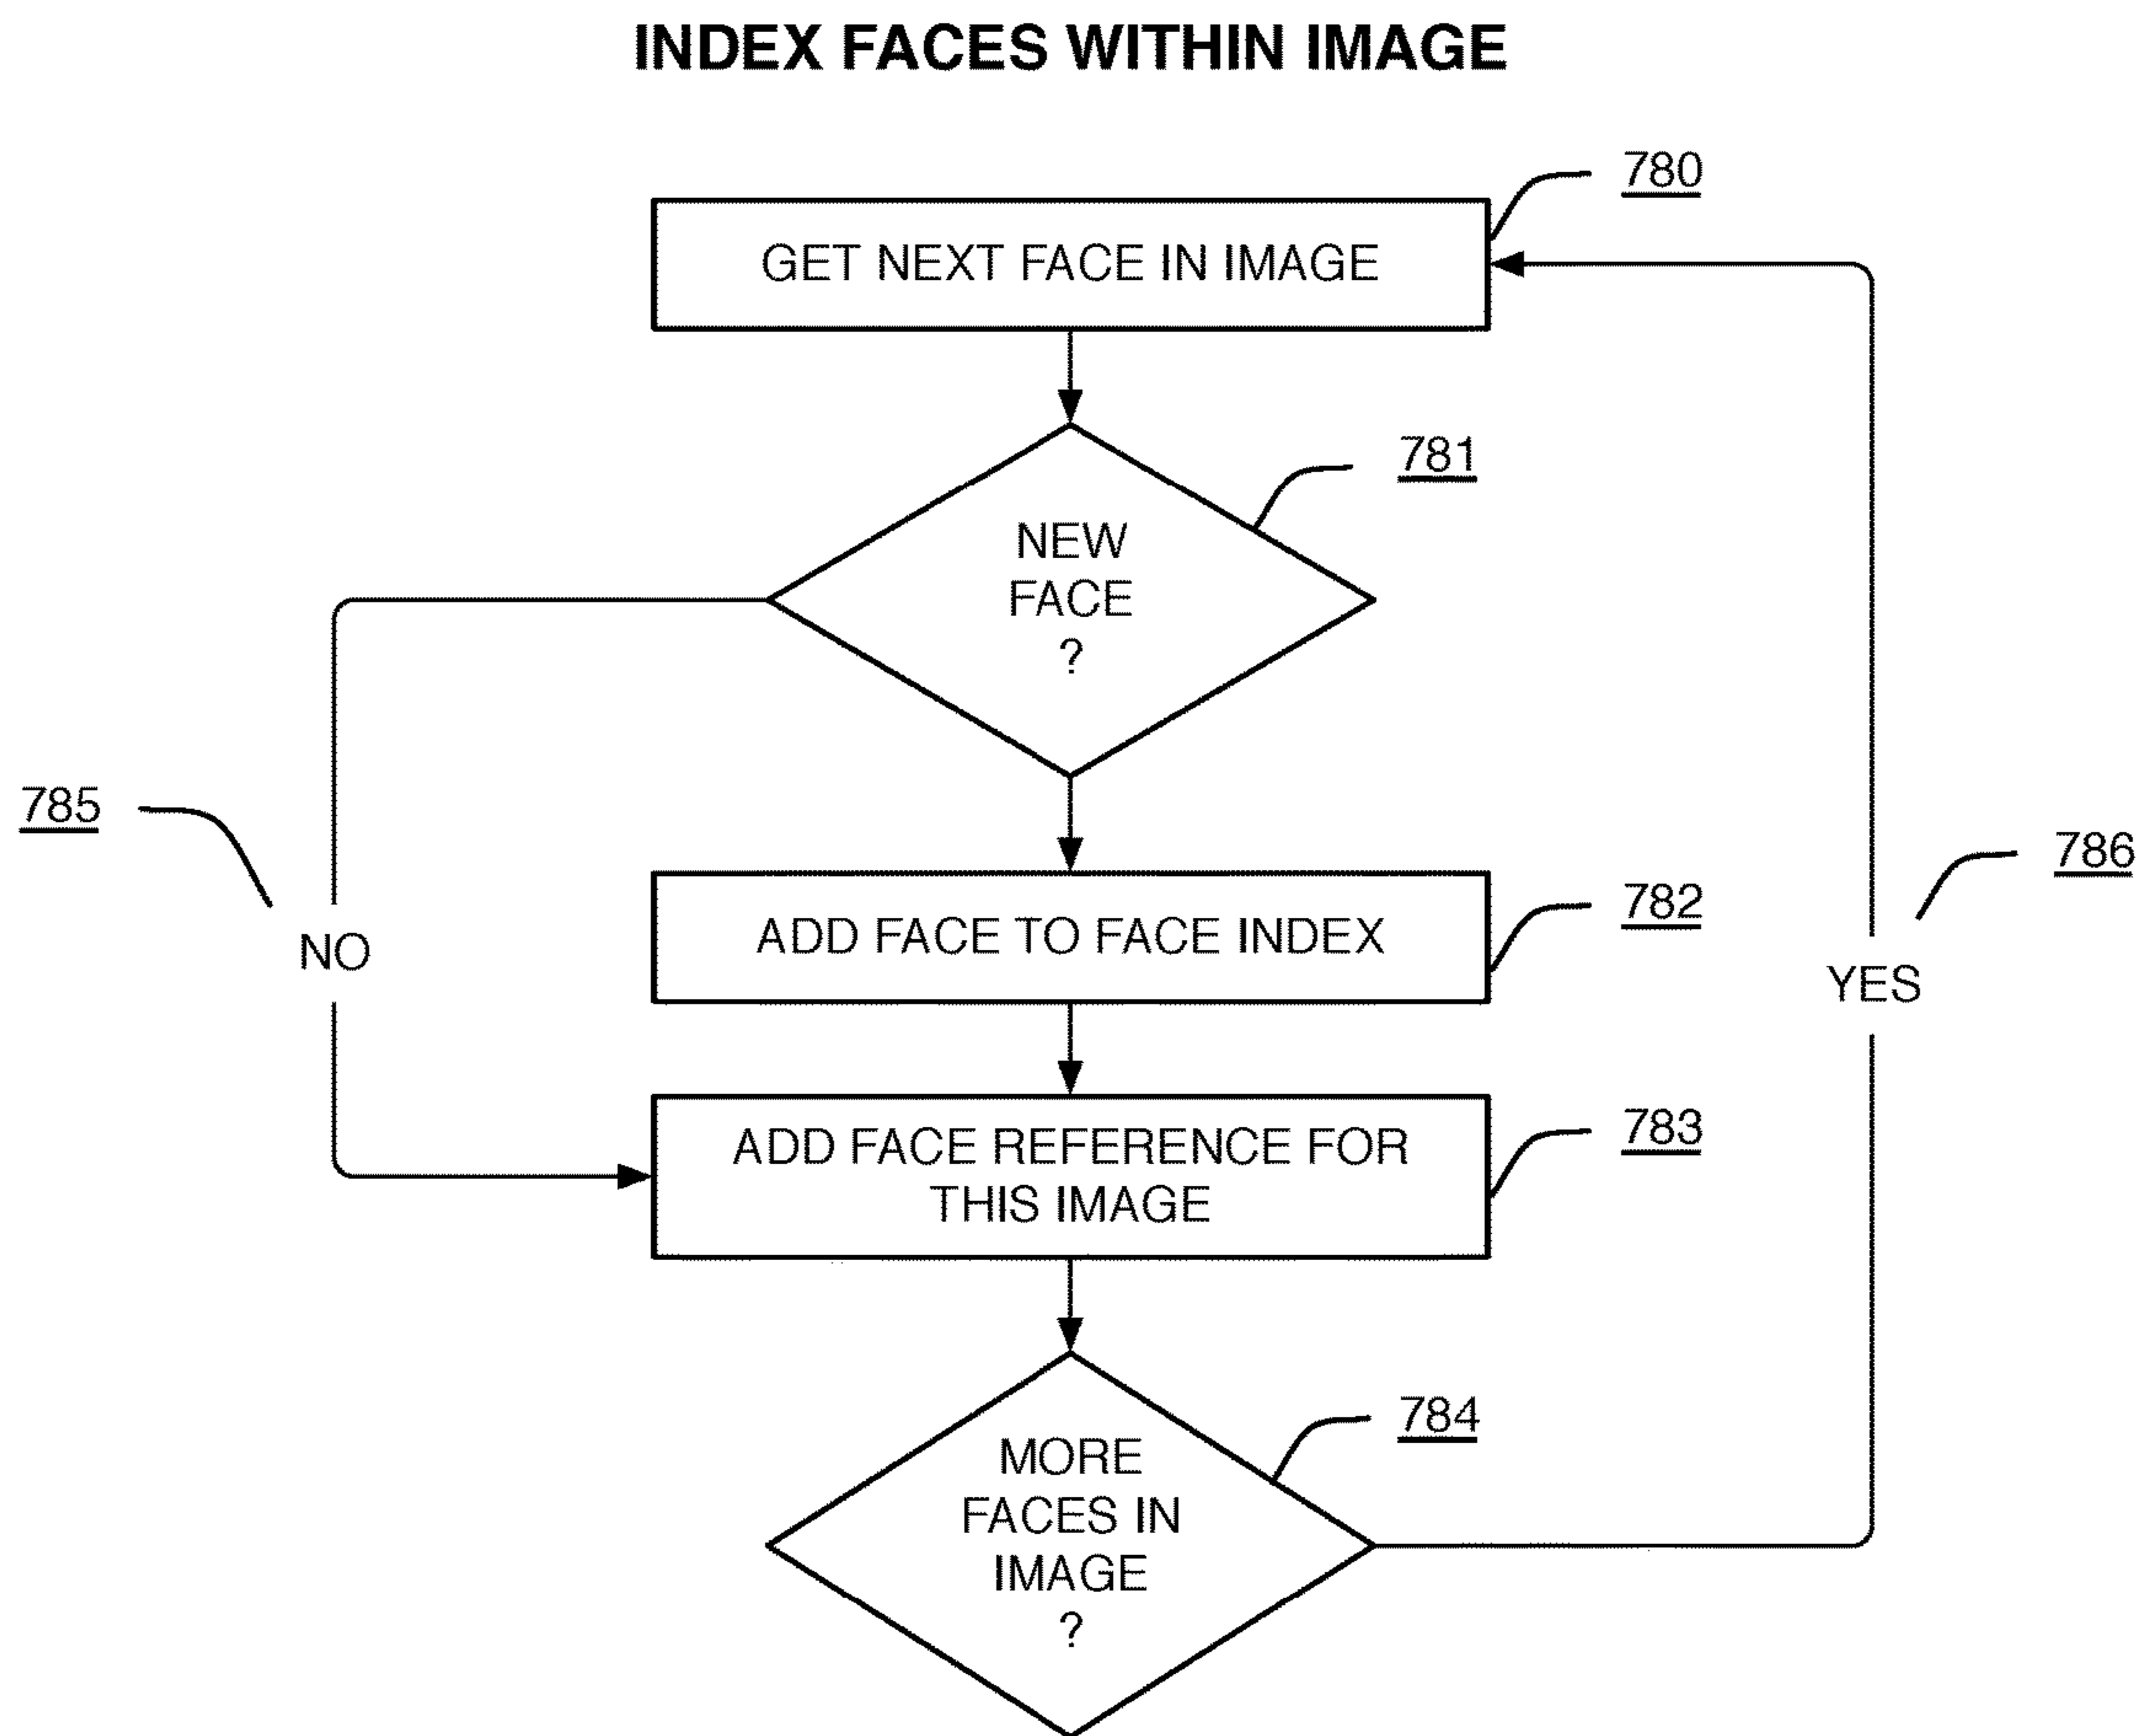 INDEX FACES WITHIN IMAGE
780
GET NEXT FACE IN IMAGE
781
NEW
FACE
?
785
786
782
ADD FACE TO FACE INDEX
NO
YES
783
ADD FACE REFERENCE FOR
THIS IMAGE
784
MORE
FACES IN
IMAGE
?